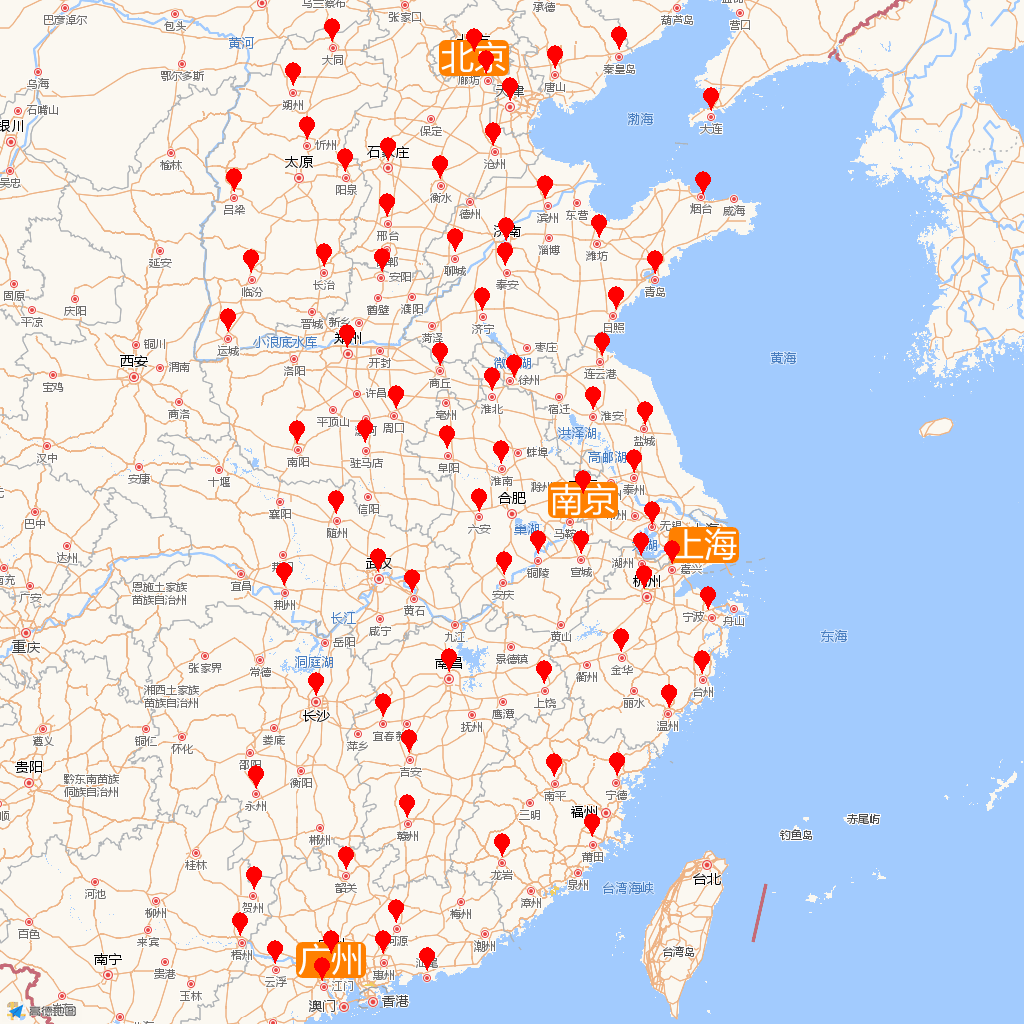 巴彦淖尔
包头
乌兰察布
张家口
承德
葫芦岛
营口
黄河
大同
北京
秦皇岛
鄂尔多斯
乌海
廊坊
唐山
石嘴山
朔州
天津
银川
保定
渤海
大连
忻州
沧州
榆林
太原
石家庄
吴忠
阳泉
衡水
吕梁
德州
滨州
东营
烟台
威海
邢台
济南
延安
聊城
淄博
潍坊
临汾
长治
安阳
泰安
固原
庆阳
青岛
平凉
鹤壁
濮阳
晋城
新乡
济宁
日照
菏泽
铜川
小浪底水库
郑州
西安
渭南
洛阳
开封
枣庄
黄海
宝鸡
商丘
徐州
连云港
商洛
许昌
淮北
平顶山
周口
亳州
宿迁
淮安
洪泽湖
盐城
汉中
南阳
驻马店
阜阳
蚌埠
高邮湖
安康
十堰
淮南
滁州
泰州
襄阳
信阳
合肥
南京
巴中
随州
六安
巢湖
马鞍山
无锡
上海
达州
武汉
铜陵
宣城
湖州
嘉兴
南充
恩施土家族
苗族自治州
宜昌
荆州
安庆
杭州
广安
黄石
长江
咸宁
宁波
舟山
重庆
岳阳
九江
黄山
东海
张家界
常德
洞庭湖
南昌
景德镇
衢州
金华
湘西土家族
苗族自治州
上饶
丽水
台州
长沙
鹰潭
遵义
铜仁
怀化
娄底
萍乡
宜春
抚州
温州
贵阳
邵阳
吉安
黔东南苗族
侗族自治州
衡阳
南平
宁德
永州
三明
福州
赤尾屿
郴州
赣州
钓鱼岛
桂林
莆田
龙岩
韶关
泉州
台湾海峡
台北
河池
贺州
柳州
漳州
梅州
百色
来宾
河源
潮州
梧州
广州
台湾岛
南宁
贵港
云浮
惠州
汕尾
玉林
江门
澳门
香港
高德地图